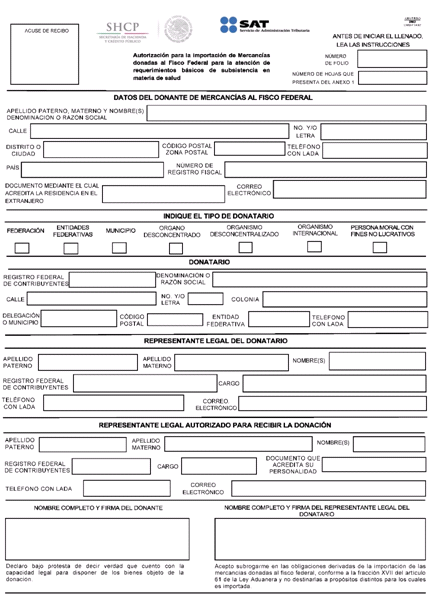 ACUSE DE RECIBO
SHCP
SECRETARÍA DE HACIENDA
Y CRÉDITO PÚBLICO
SAT
Servicio de Administración Tributaria
ANTES DE INICIAR EL LLENADO,
LEA LAS INSTRUCCIONES
Autorización para la importación de Mercancías
donadas al Fisco Federal para la atención de
requerimientos básicos de subsistencia en
materia de salud
NÚMERO
DE FOLIO
NÚMERO DE HOJAS QUE
PRESENTA DEL ANEXO 1
DATOS DEL DONANTE DE MERCANCÍAS AL FISCO FEDERAL
APELLIDO PATERNO, MATERNO Y NOMBRE(S)
DENOMINACIÓN O RAZON SOCIAL
CALLE
NO. Y/O
LETRA
DISTRITO O
CIUDAD
CÓDIGO POSTAL
ZONA POSTAL
TELÉFONO
CON LADA
PAIS
NÚMERO DE
REGISTRO FISCAL
DOCUMENTO MEDIANTE EL CUAL
ACREDITA LA RESIDENCIA EN EL
EXTRANJERO
CORREO
ELECTRÓNICO
INDIQUE EL TIPO DE DONATARIO
FEDERACIÓN
ENTIDADES
FEDERATIVAS
MUNICIPIO
ORGANO
DESCONCENTRADO
ORGANISMO
DESCONCENTRALIZADO
ORGANISMO
INTERNACIONAL
PERSONA MORAL CON
FINES NO LUCRATIVOS
DONATARIO
REGISTRO FEDERAL
DE CONTRIBUYENTES
DENOMINACION O
RAZÓN SOCIAL
CALLE
NO. Y/O
LETRA
COLONIA
DELEGACIÓN
O MUNICIPIO
CÓDIGO
POSTAL
ENTIDAD
FEDERATIVA
TELEFONO
CON LADA
REPRESENTANTE LEGAL DEL DONATARIO
APELLIDO
PATERNO
APELLIDO
MATERNO
NOMBRE(S)
REGISTRO FEDERAL
DE CONTRIBUYENTES
CARGO
TELÉFONO
CON LADA
CORREO
ELECTRÓNICO
REPRESENTANTE LEGAL AUTORIZADO PARA RECIBIR LA DONACIÓN
APELLIDO
PATERNO
APELLIDO
MATERNO
NOMBRE(S)
REGISTRO FEDERAL
DE CONTRIBUYENTES
CARGO
DOCUMENTO QUE
ACREDITA SU
PERSONALIDAD
TELEFONO CON LADA
CORREO
ELECTRÓNICO
NOMBRE COMPLETO Y FIRMA DEL DONANTE
NOMBRE COMPLETO Y FIRMA DEL REPRESENTANTE LEGAL DEL
DONATARIO
Declaro bajo protesta de decir verdad que cuento con la
capacidad legal para disponer de los bienes objeto de la
donación.
Acepto subrogarme en las obligaciones derivadas de la importación de las
mercancías donadas al fisco federal, conforme a la fracción XVII del artículo
61 de la Ley Aduanera y no destinarlas a propósitos distintos para los cuales
es importada.